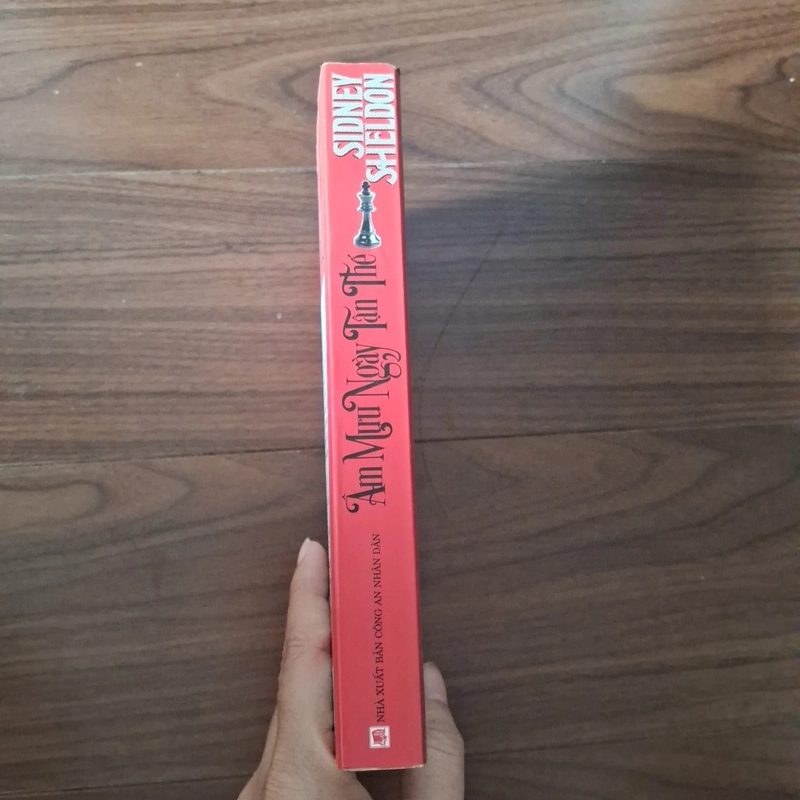 SIDNEY
SHELDON
Âm Mưu Ngày Tận Thế
NHÀ XUẤT BẢN CÔNG AN NHÂN DÂN